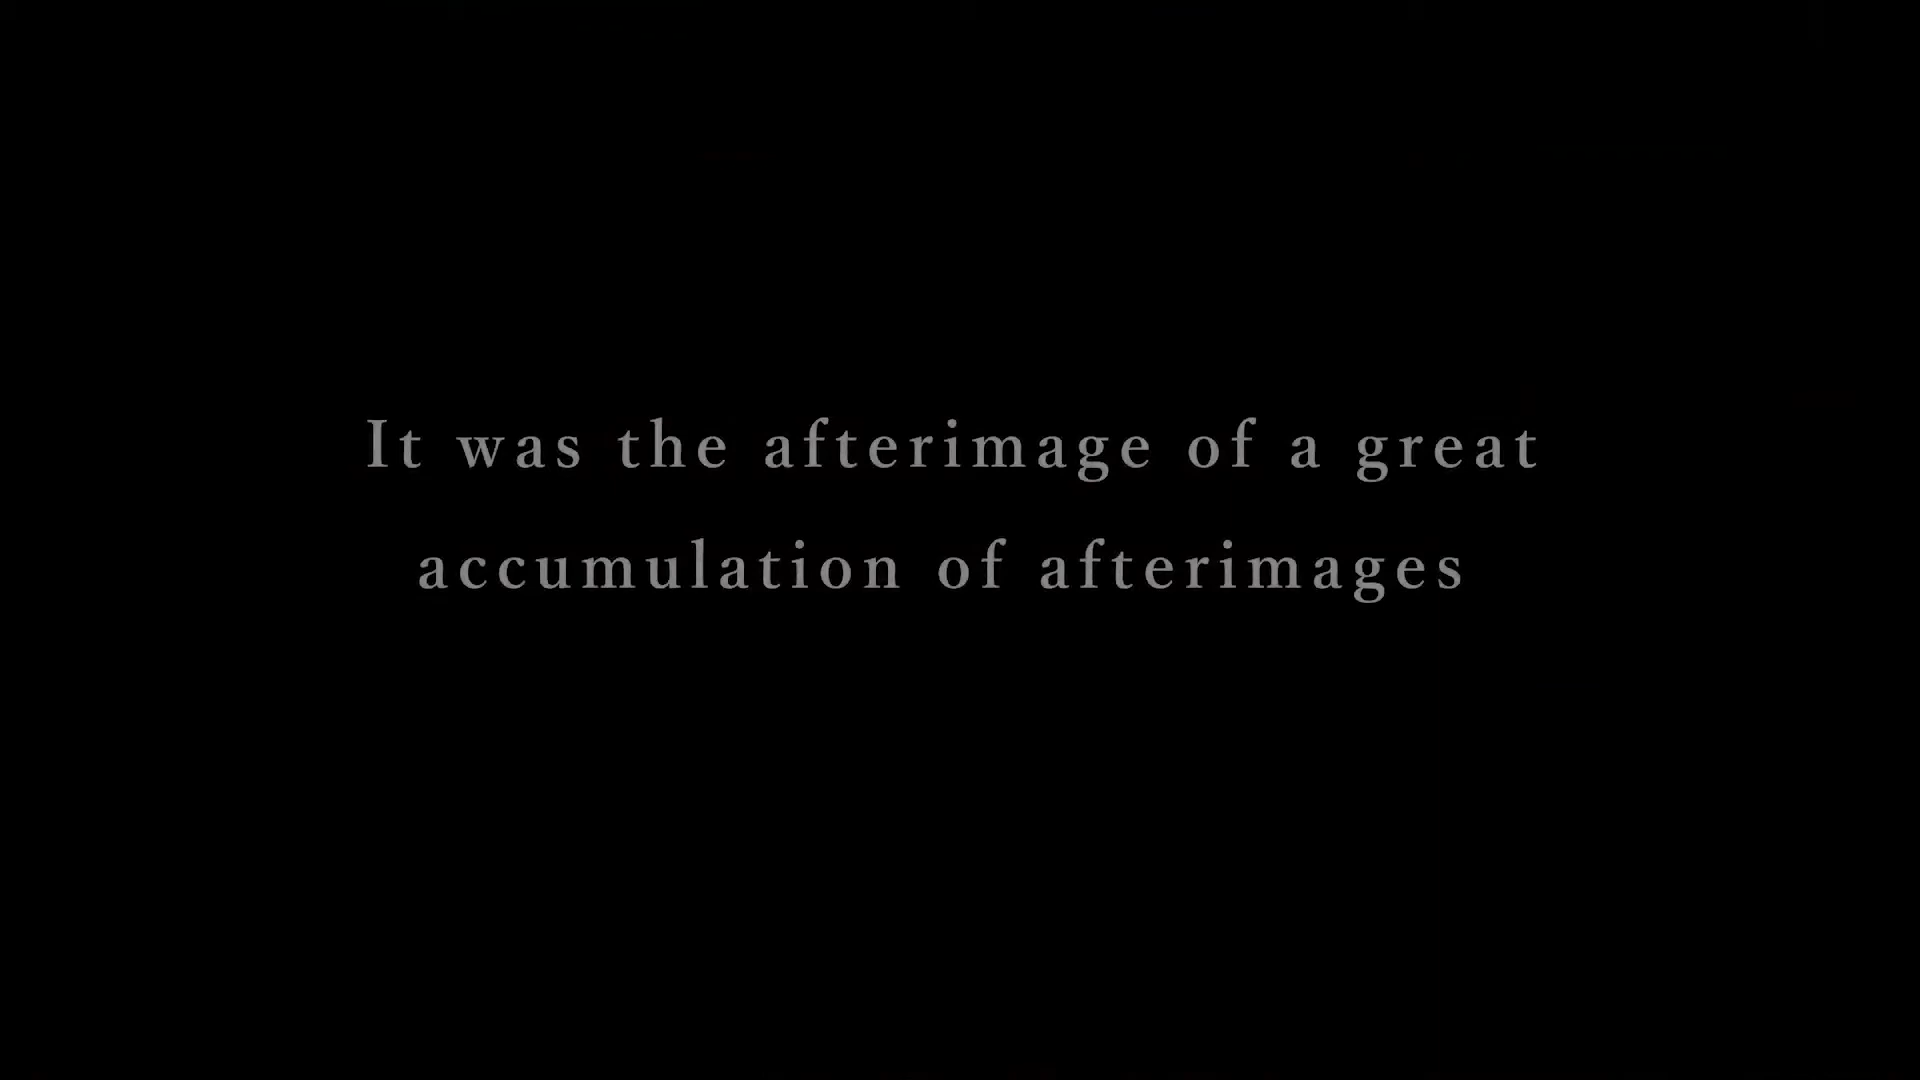 It was the afterimage of a great
accumulation of afterimages